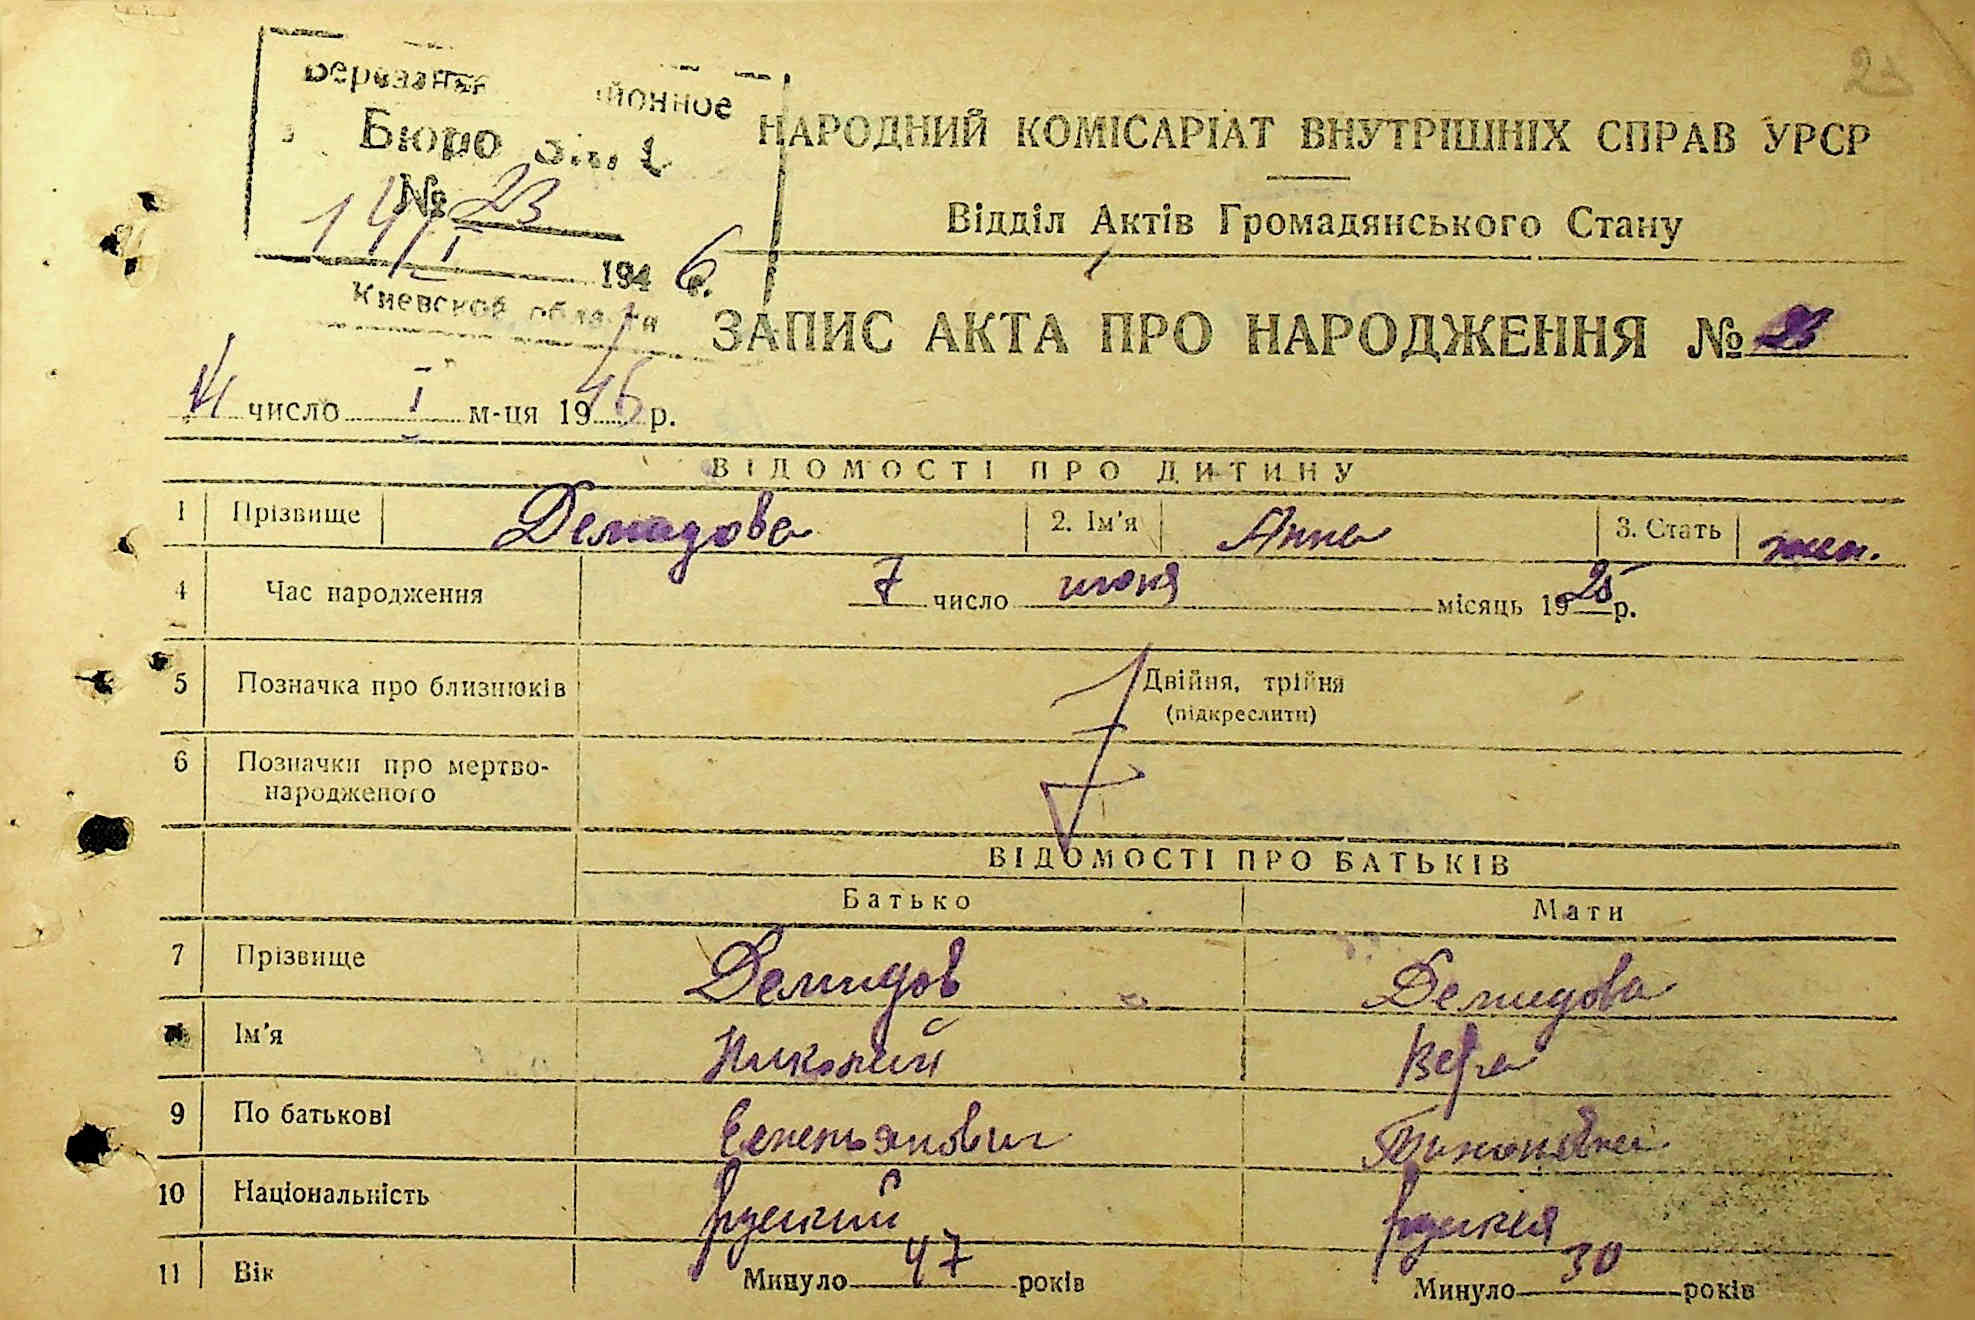 21
Бюро
№ 23
14/I 1946 г.
Киевской области
НАРОДНИЙ КОМІСАРІАТ ВНУТРІШНІХ СПРАВ УРСР
Відділ Актів Громадянського Стану
ЗАПИС АКТА ПРО НАРОДЖЕННЯ № 23
14 число I м-ця 1946 р.
ВІДОМОСТІ ПРО ДИТИНУ
1 Прізвище Демидова 2. Ім'я Анна 3. Стать жен.
4 Час народження 7 число июня місяць 1925 р.
5 Позначка про близнюків Двійня, трійня
(підкреслити)
6 Позначки про мертво-
народженого
ВІДОМОСТІ ПРО БАТЬКІВ
Батько Мати
7 Прізвище Демидов Демидова
Ім'я Николай Вера
9 По батькові
10 Національність русский русская
11 Вік Минуло 47 років Минуло 30 років